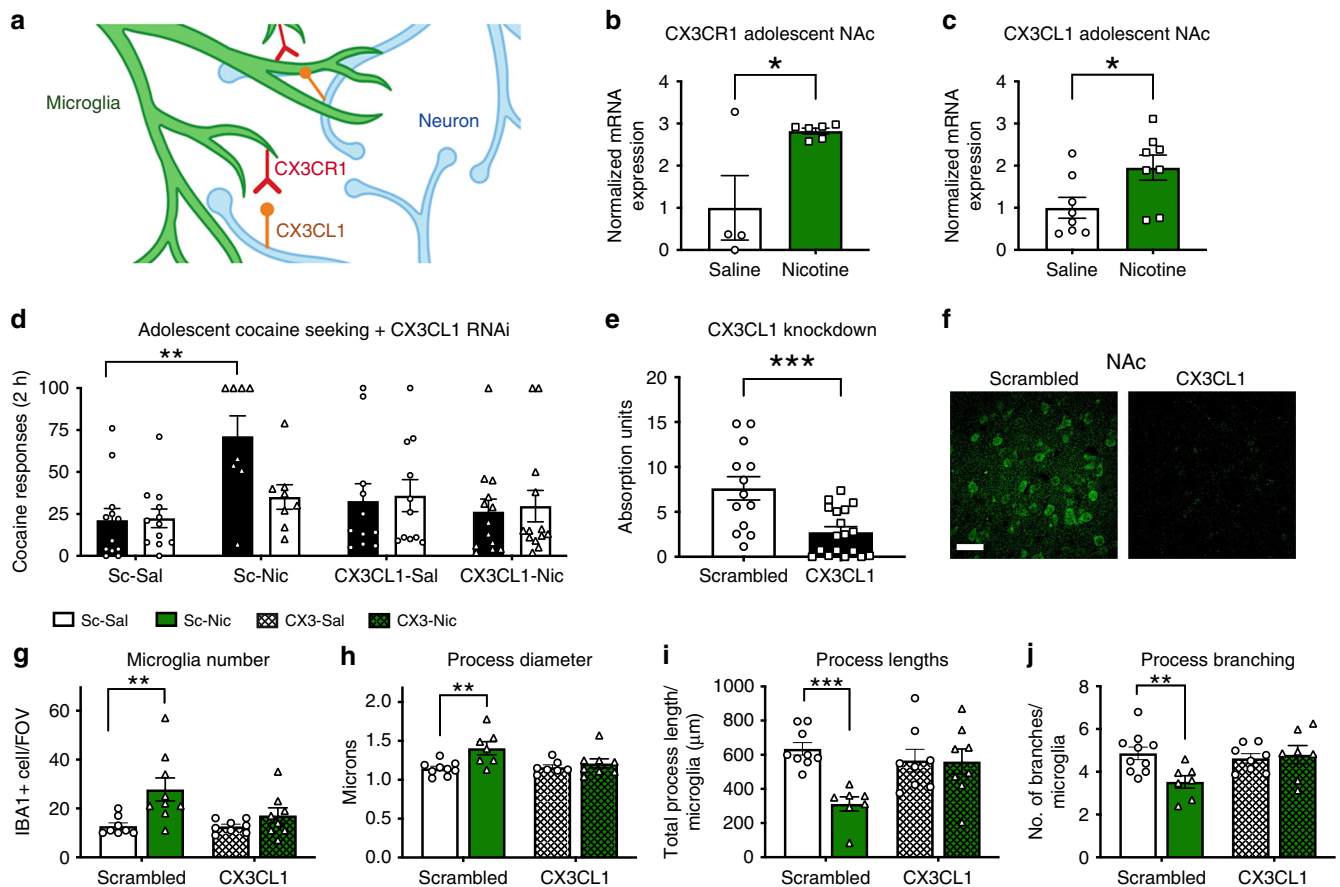 a
Microglia
Neuron
CX3CR1
CX3CL1
b
CX3CR1 adolescent NAc
*
Normalized mRNA
expression
4
3
2
1
0
Saline
Nicotine
c
CX3CL1 adolescent NAc
*
Normalized mRNA
expression
4
3
2
1
0
Saline
Nicotine
d
Adolescent cocaine seeking + CX3CL1 RNAi
**
Cocaine responses (2 h)
100
75
50
25
0
Sc-Sal
Sc-Nic
CX3CL1-Sal
CX3CL1-Nic
e
CX3CL1 knockdown
***
Absorption units
20
15
10
5
0
Scrambled
CX3CL1
f
NAc
Scrambled
CX3CL1
Sc-Sal
Sc-Nic
CX3-Sal
CX3-Nic
g
Microglia number
**
IBA1+ cell/FOV
60
40
20
0
Scrambled
CX3CL1
h
Process diameter
**
Microns
2.0
1.5
1.0
0.5
0.0
Scrambled
CX3CL1
i
Process lengths
***
Total process length/
microglia (μm)
1000
800
600
400
200
0
Scrambled
CX3CL1
j
Process branching
**
No. of branches/
microglia
8
6
4
2
0
Scrambled
CX3CL1